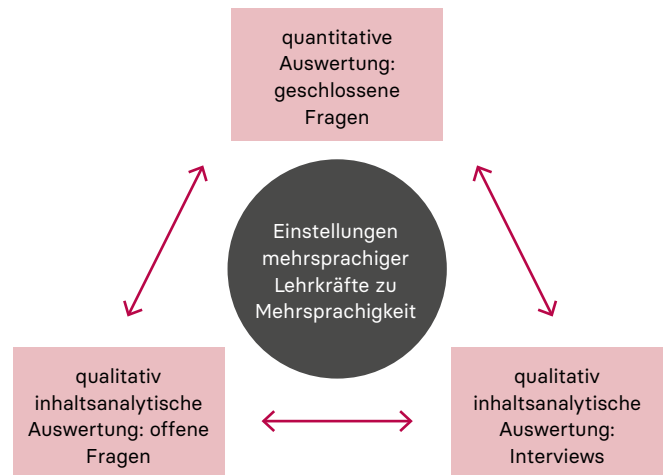 quantitative
Auswertung:
geschlossene
Fragen
Einstellungen
mehrsprachiger
Lehrkräfte zu
Mehrsprachigkeit
qualitativ
inhaltsanalytische
Auswertung: offene
Fragen
qualitativ
inhaltsanalytische
Auswertung:
Interviews